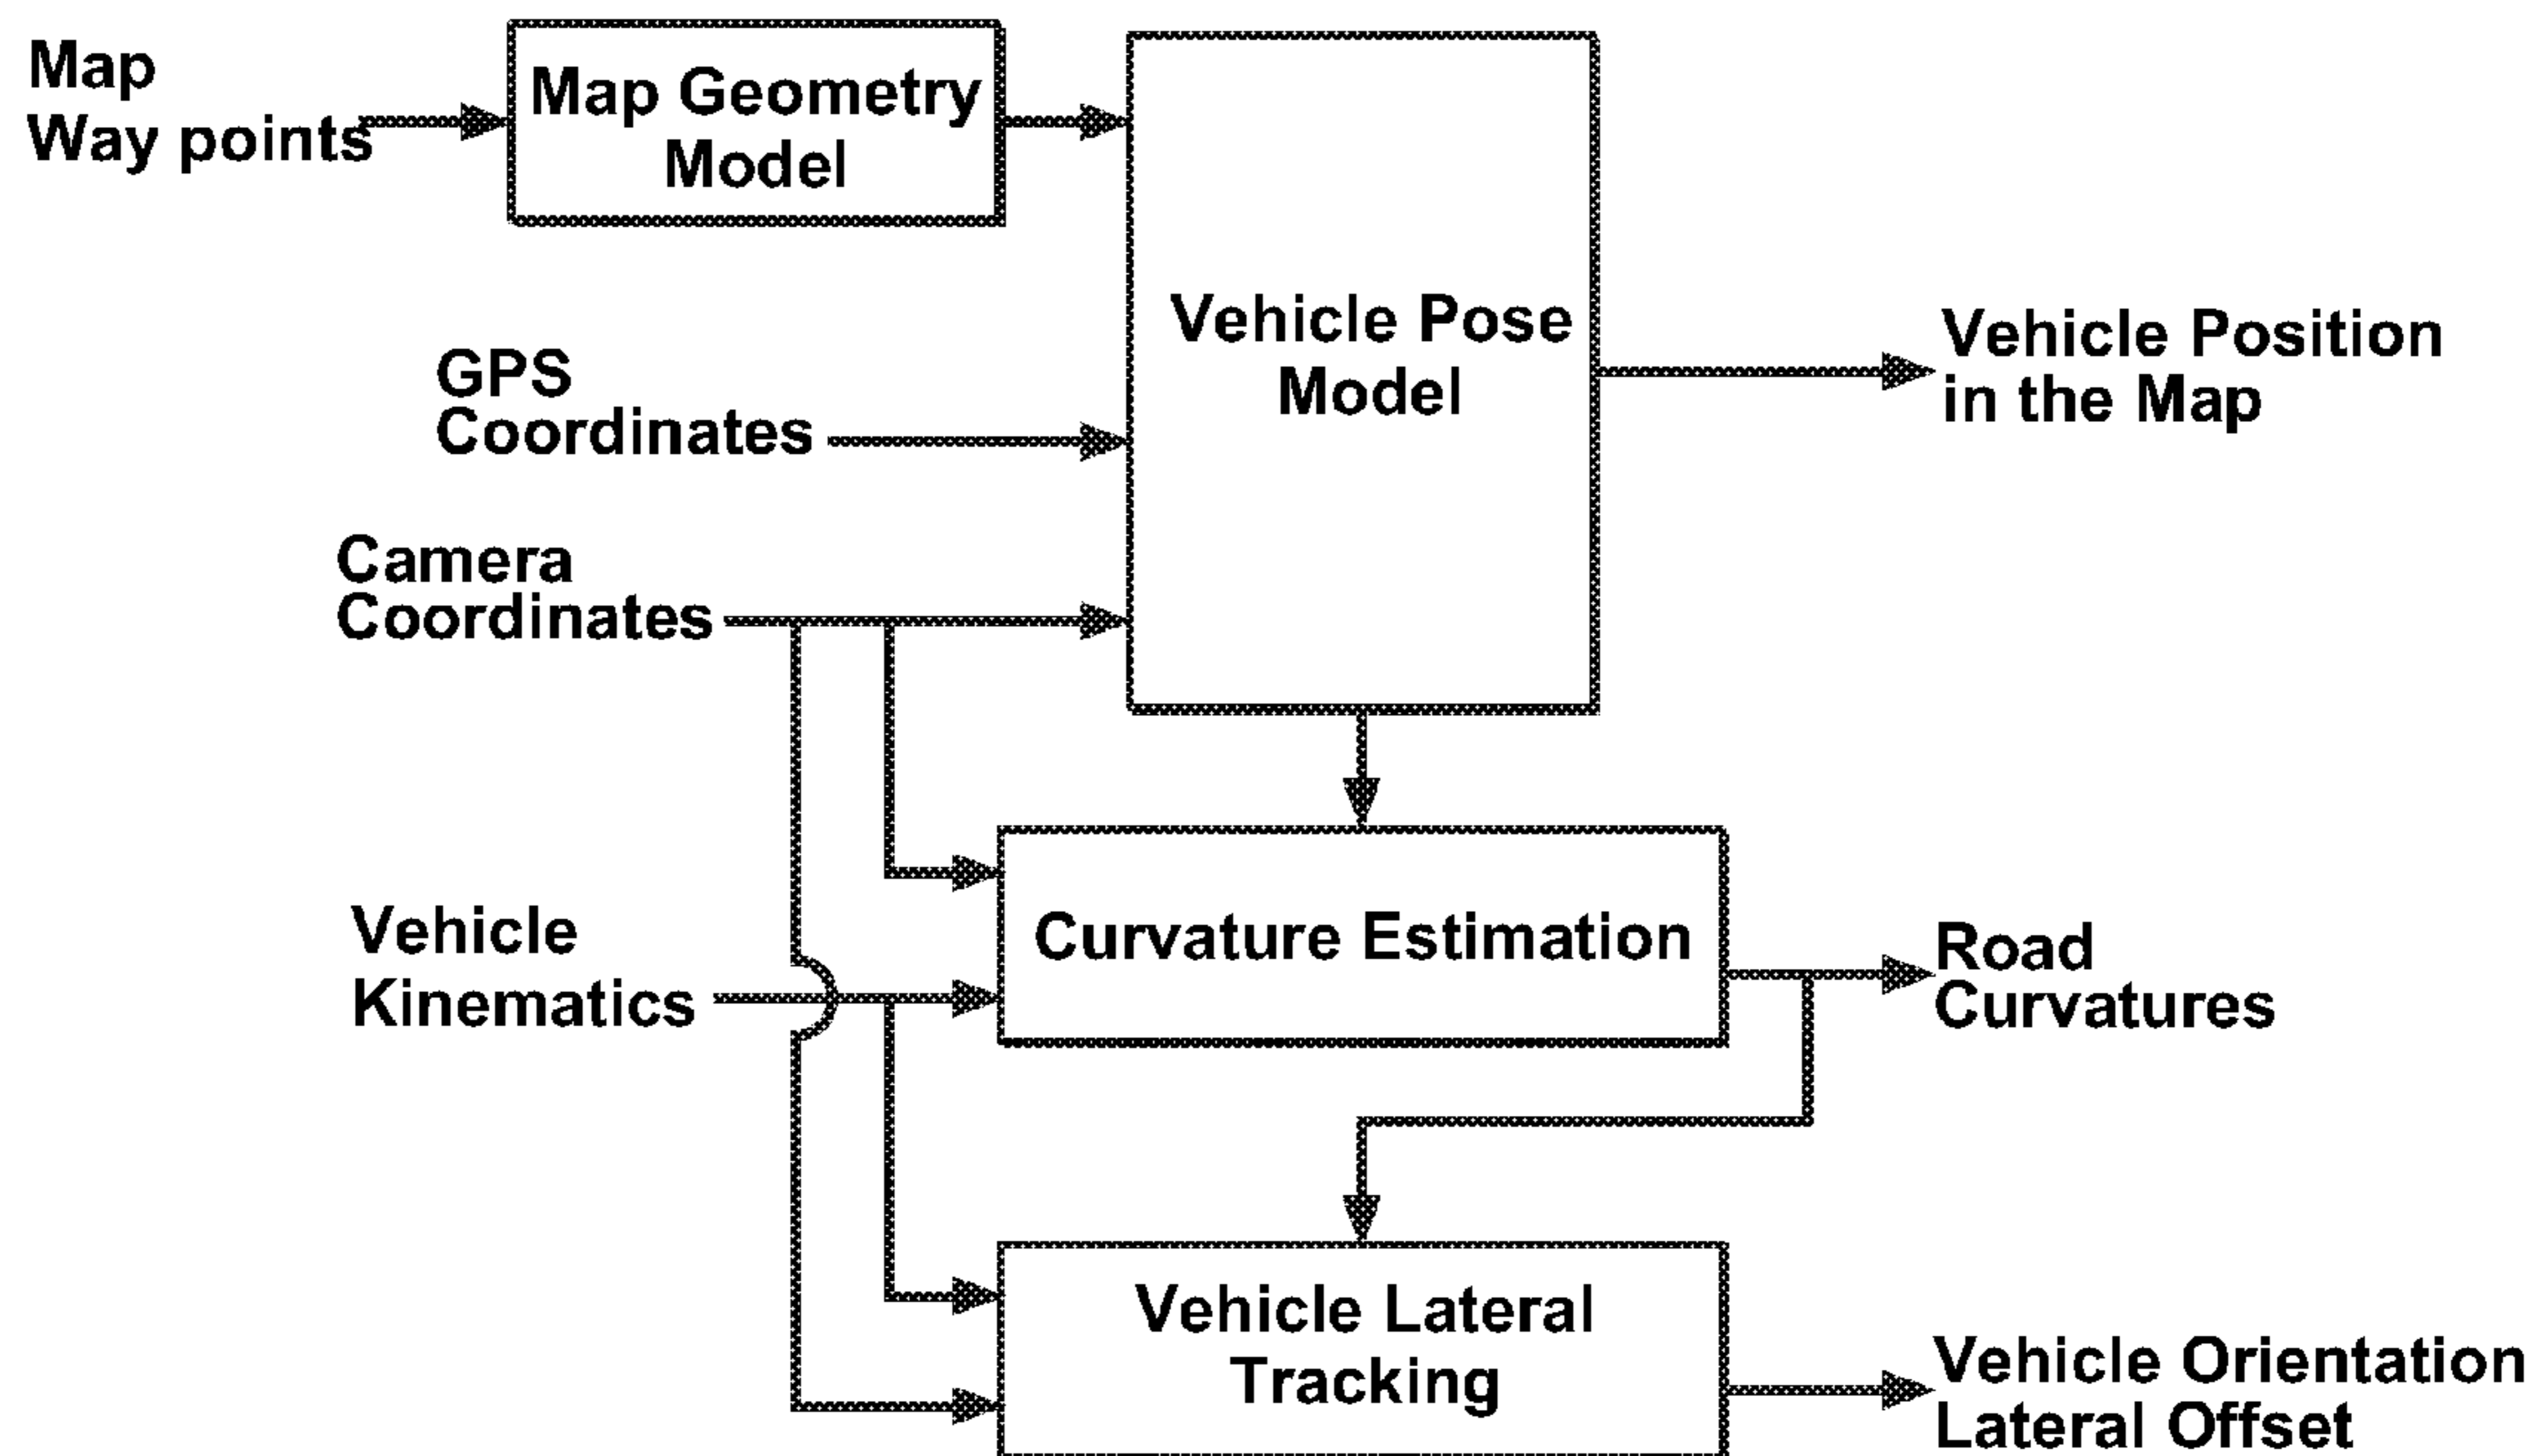 Map
Way points
Map Geometry
Model
Vehicle Pose
Model
GPS
Coordinates
Vehicle Position
in the Map
Camera
Coordinates
Vehicle
Kinematics
Curvature Estimation
Road
Curvatures
Vehicle Lateral
Tracking
Vehicle Orientation
Lateral Offset